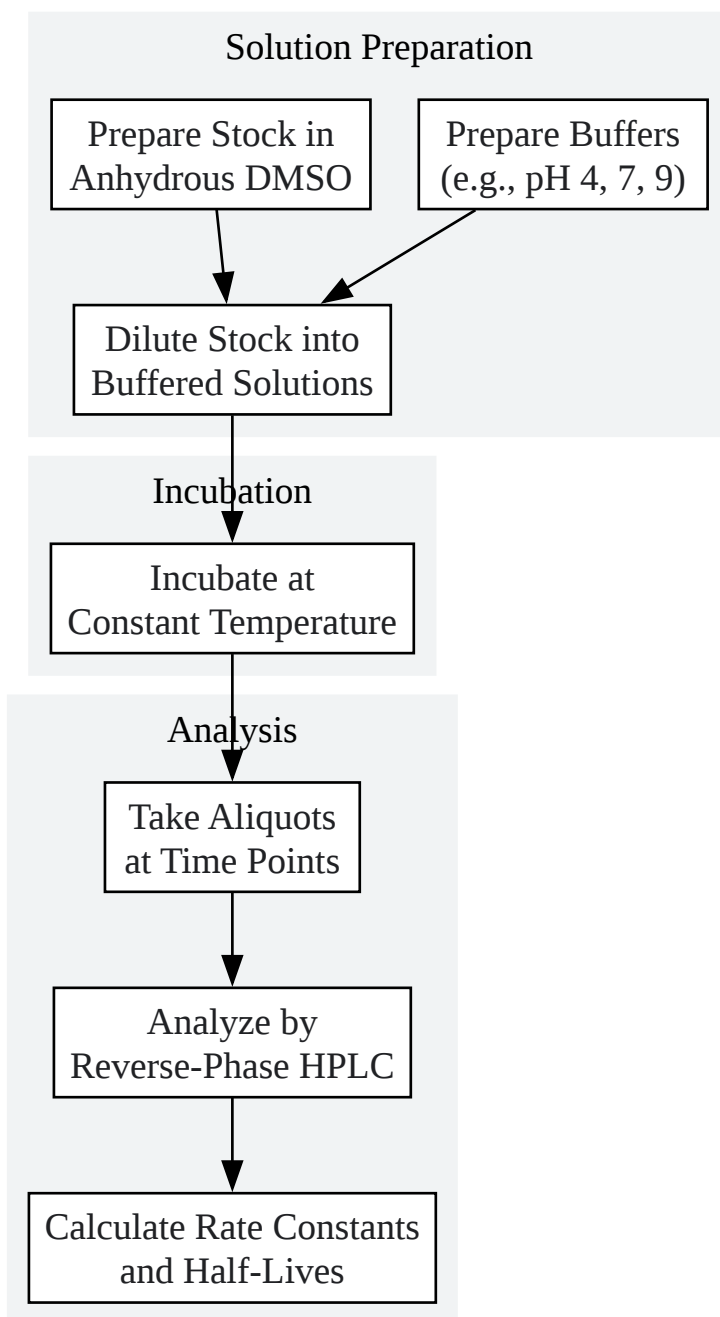 Solution Preparation
Prepare Stock in
Anhydrous DMSO
Prepare Buffers
(e.g., pH 4, 7, 9)
Dilute Stock into
Buffered Solutions
Incubation
Incubate at
Constant Temperature
Analysis
Take Aliquots
at Time Points
Analyze by
Reverse-Phase HPLC
Calculate Rate Constants
and Half-Lives